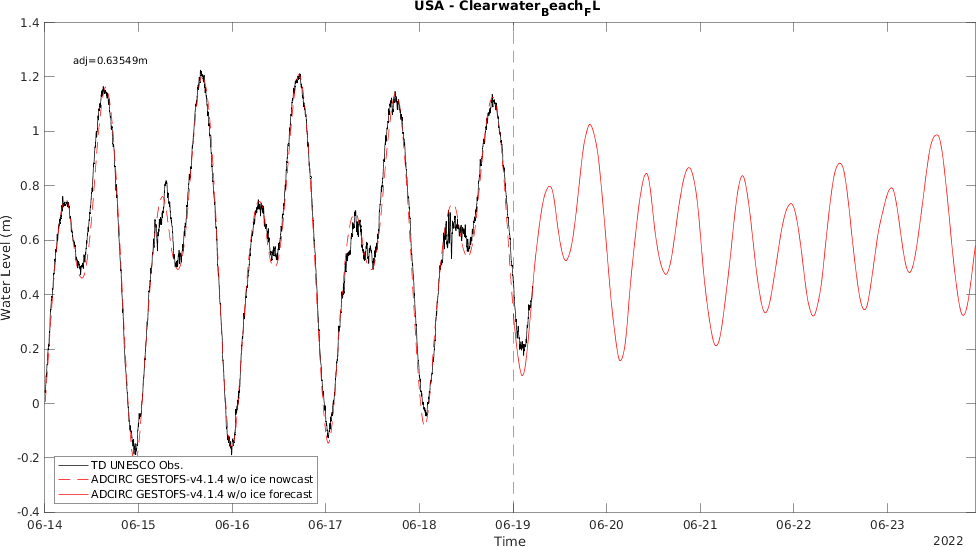 USA - Clearwater_Beach_FL
1.4
adj=0.63549m
1.2
1
0.8
0.6
0.4
0.2
0
-0.2
-0.4
Water Level (m)
TD UNESCO Obs.
ADCIRC GESTOFS-v4.1.4 w/o ice nowcast
ADCIRC GESTOFS-v4.1.4 w/o ice forecast
06-14 06-15 06-16 06-17 06-18 06-19 06-20 06-21 06-22 06-23
Time
2022